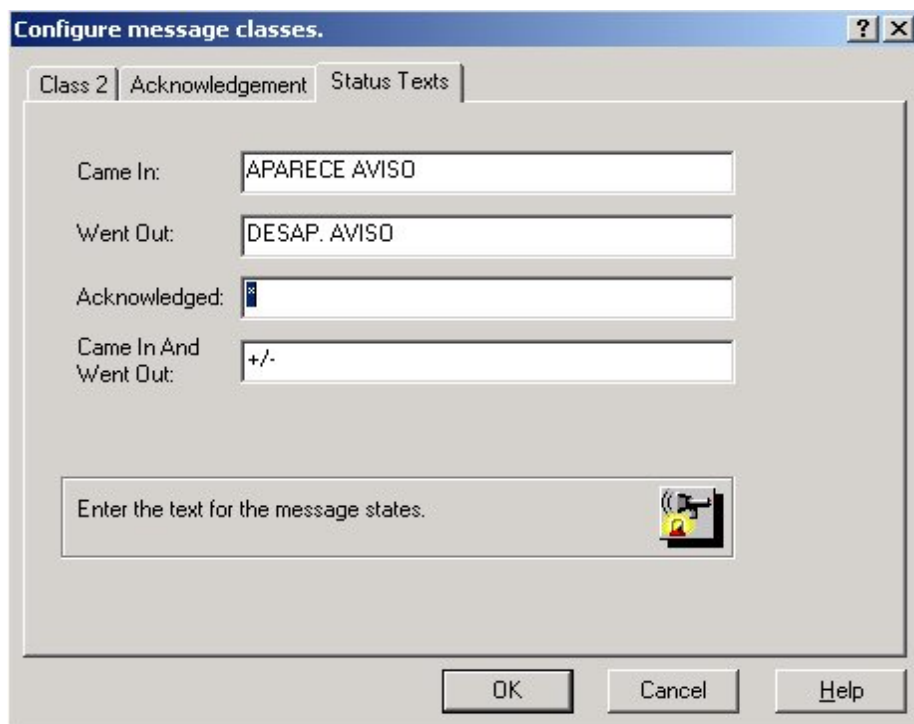 Configure message classes.
Class 2 Acknowledgement Status Texts
Came In: APARECE AVISO
Went Out: DESAP. AVISO
Acknowledged: *
Came In And
Went Out: +/-
Enter the text for the message states.
OK Cancel Help